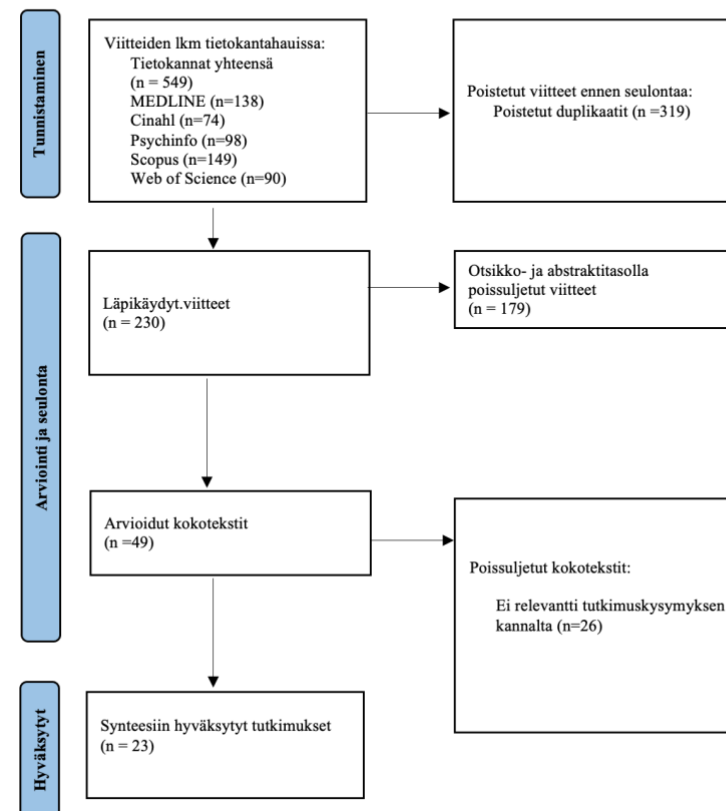 Tunnistaminen
Viitteiden lkm tietokantahauissa:
Tietokannat yhteensä
(n = 549)
MEDLINE (n=138)
Cinahl (n=74)
Psychinfo (n=98)
Scopus (n=149)
Web of Science (n=90)
Poistetut viitteet ennen seulontaa:
Poistetut duplikaatit (n =319)
Arviointi ja seulonta
Läpikäydyt.viitteet
(n = 230)
Otsikko- ja abstraktitasolla
poissuljetut viitteet
(n = 179)
Arvioidut kokotekstit
(n =49)
Poissuljetut kokotekstit:
Ei relevantti tutkimuskysymyksen
kannalta (n=26)
Hyväksytyt
Synteesiin hyväksytyt tutkimukset
(n = 23)